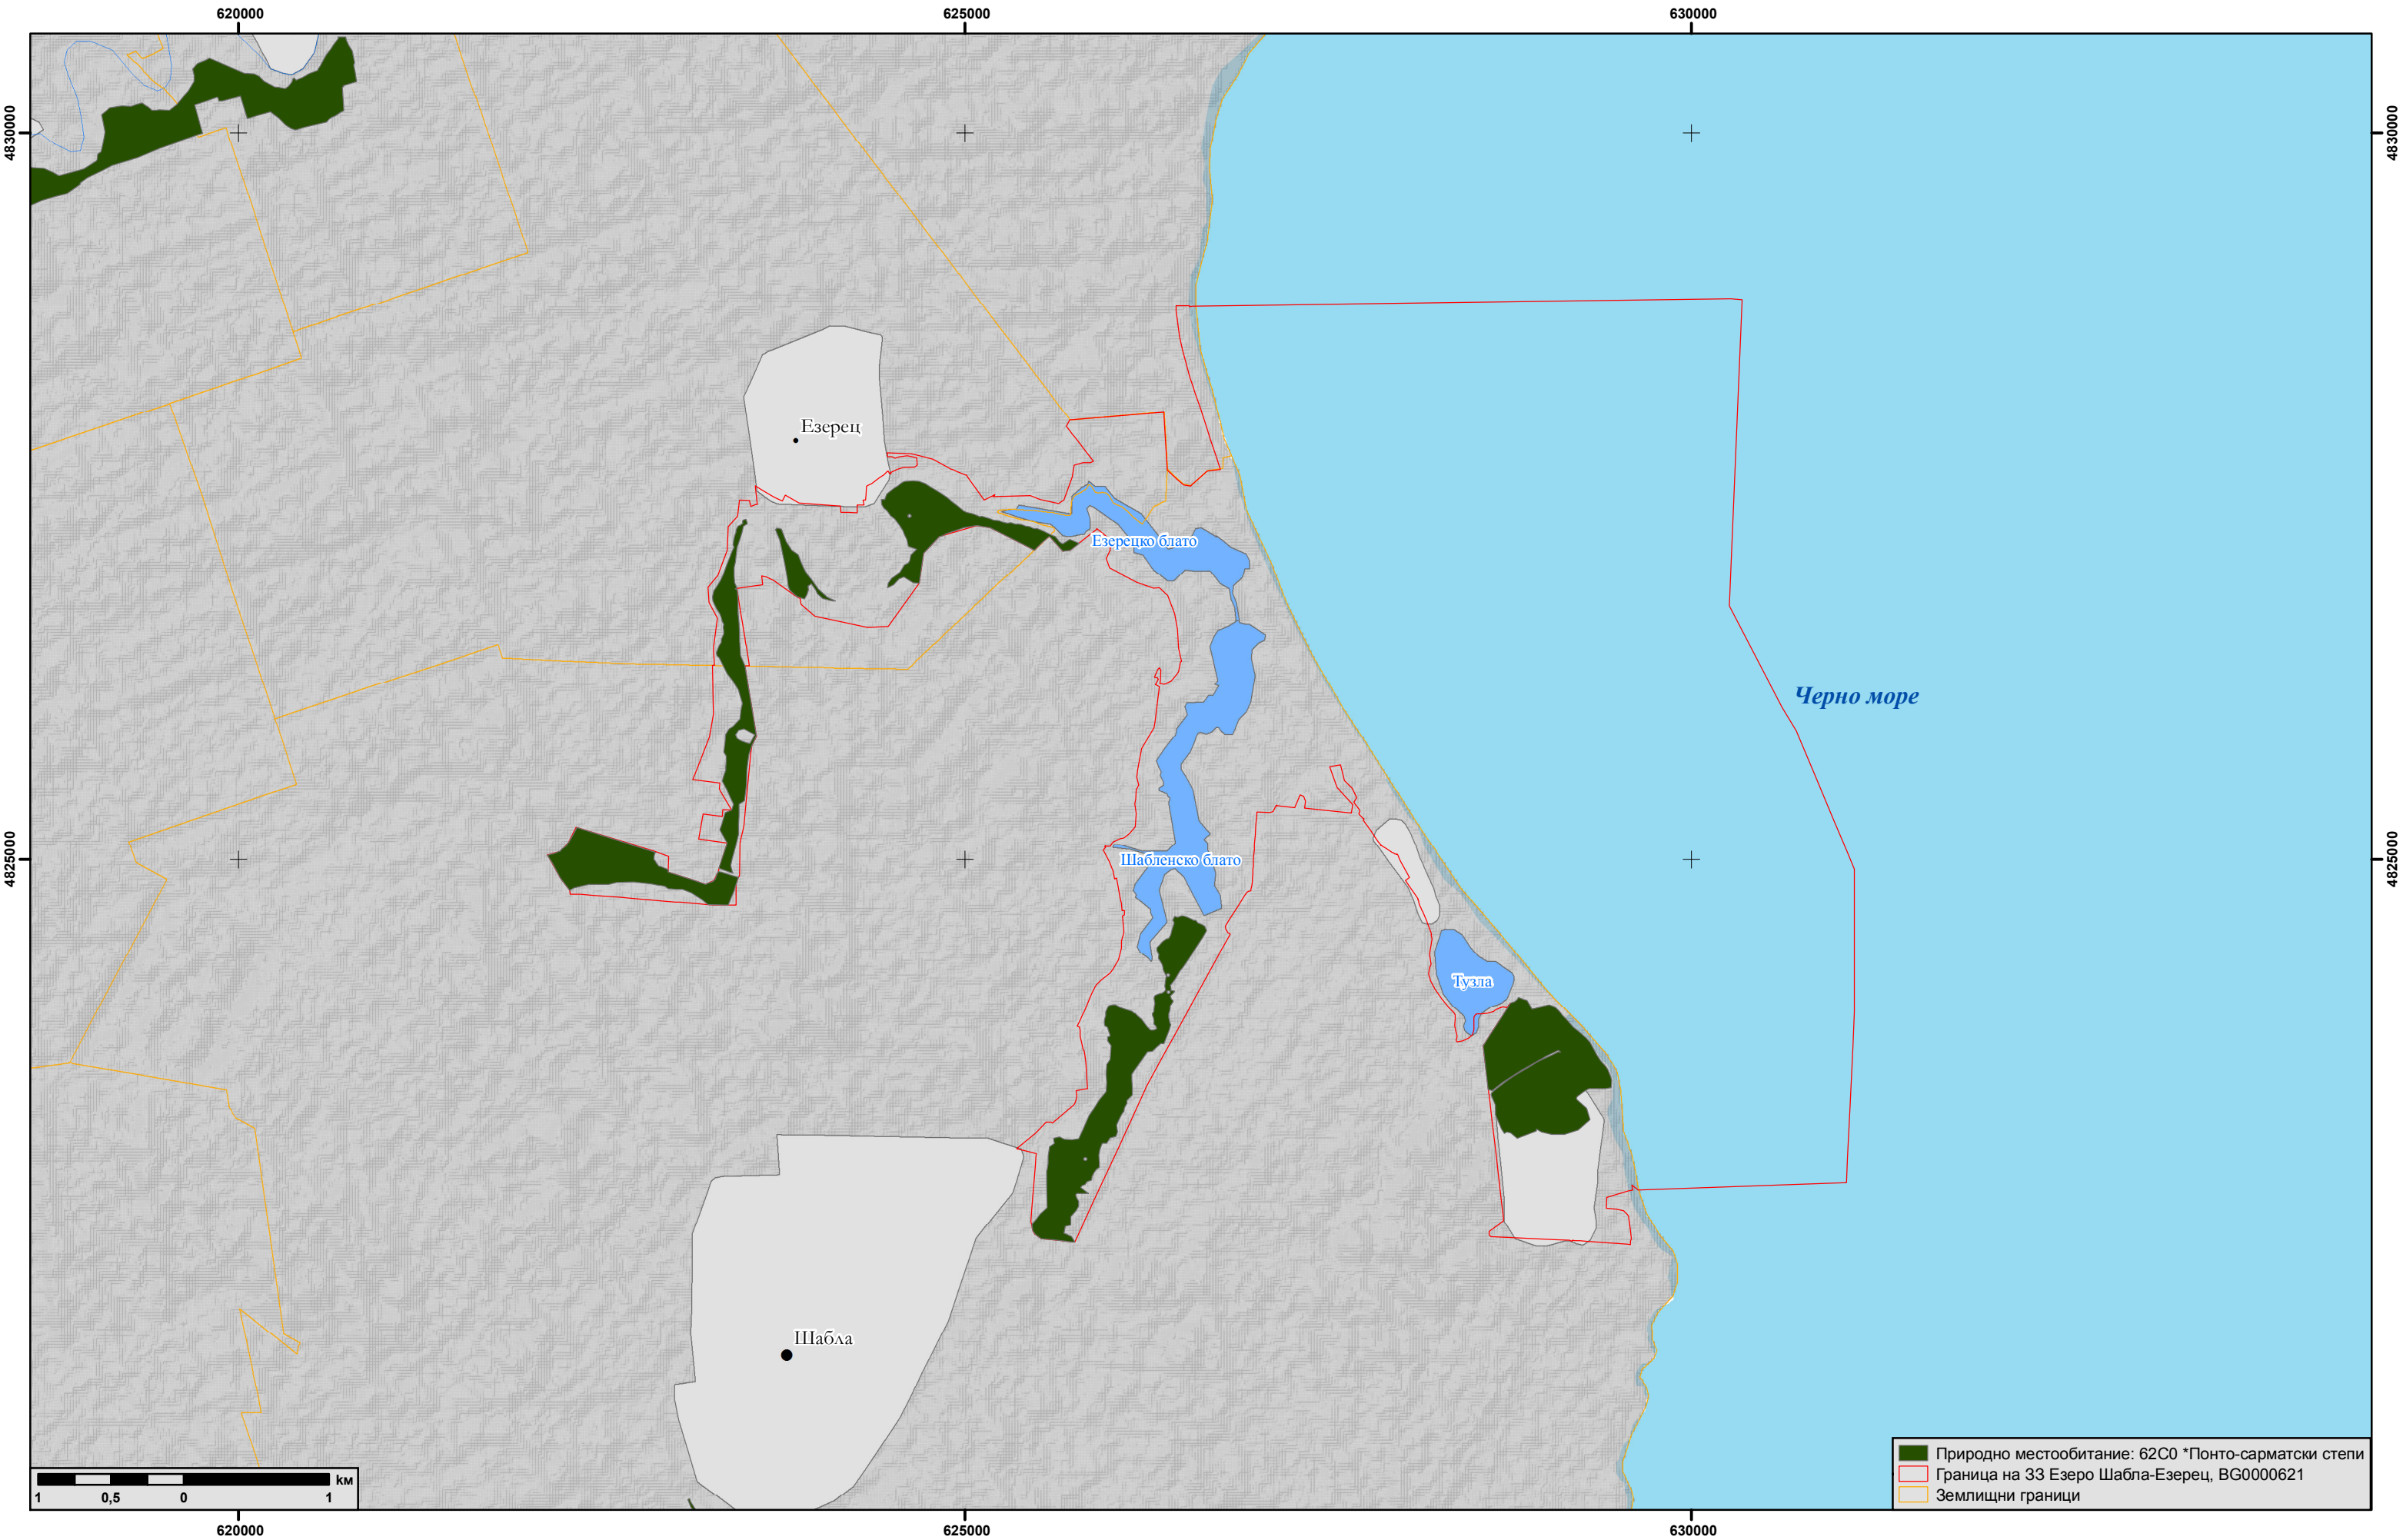 620000
625000
630000
4830000
4830000
Езерец
Езерецко блато
Черно море
4825000
Шабленско блато
4825000
Тузла
Шабла
Природно местообитание: 62C0 *Понто-сарматски степи
Граница на ЗЗ Езеро Шабла-Езерец, BG0000621
Землищни граници
км
1 0,5 0 1
620000
625000
630000